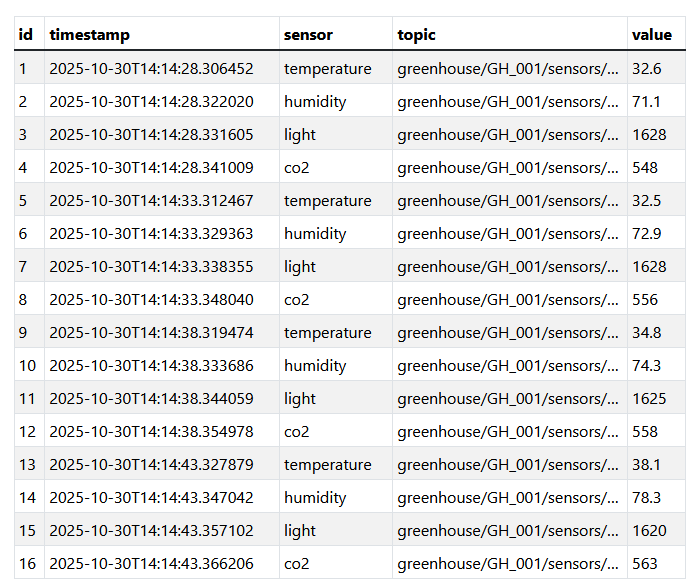 id timestamp sensor topic value
1 2025-10-30T14:14:28.306452 temperature greenhouse/GH_001/sensors/... 32.6
2 2025-10-30T14:14:28.322020 humidity greenhouse/GH_001/sensors/... 71.1
3 2025-10-30T14:14:28.331605 light greenhouse/GH_001/sensors/... 1628
4 2025-10-30T14:14:28.341009 co2 greenhouse/GH_001/sensors/... 548
5 2025-10-30T14:14:33.312467 temperature greenhouse/GH_001/sensors/... 32.5
6 2025-10-30T14:14:33.329363 humidity greenhouse/GH_001/sensors/... 72.9
7 2025-10-30T14:14:33.338355 light greenhouse/GH_001/sensors/... 1628
8 2025-10-30T14:14:33.348040 co2 greenhouse/GH_001/sensors/... 556
9 2025-10-30T14:14:38.319474 temperature greenhouse/GH_001/sensors/... 34.8
10 2025-10-30T14:14:38.333686 humidity greenhouse/GH_001/sensors/... 74.3
11 2025-10-30T14:14:38.344059 light greenhouse/GH_001/sensors/... 1625
12 2025-10-30T14:14:38.354978 co2 greenhouse/GH_001/sensors/... 558
13 2025-10-30T14:14:43.327879 temperature greenhouse/GH_001/sensors/... 38.1
14 2025-10-30T14:14:43.347042 humidity greenhouse/GH_001/sensors/... 78.3
15 2025-10-30T14:14:43.357102 light greenhouse/GH_001/sensors/... 1620
16 2025-10-30T14:14:43.366206 co2 greenhouse/GH_001/sensors/... 563